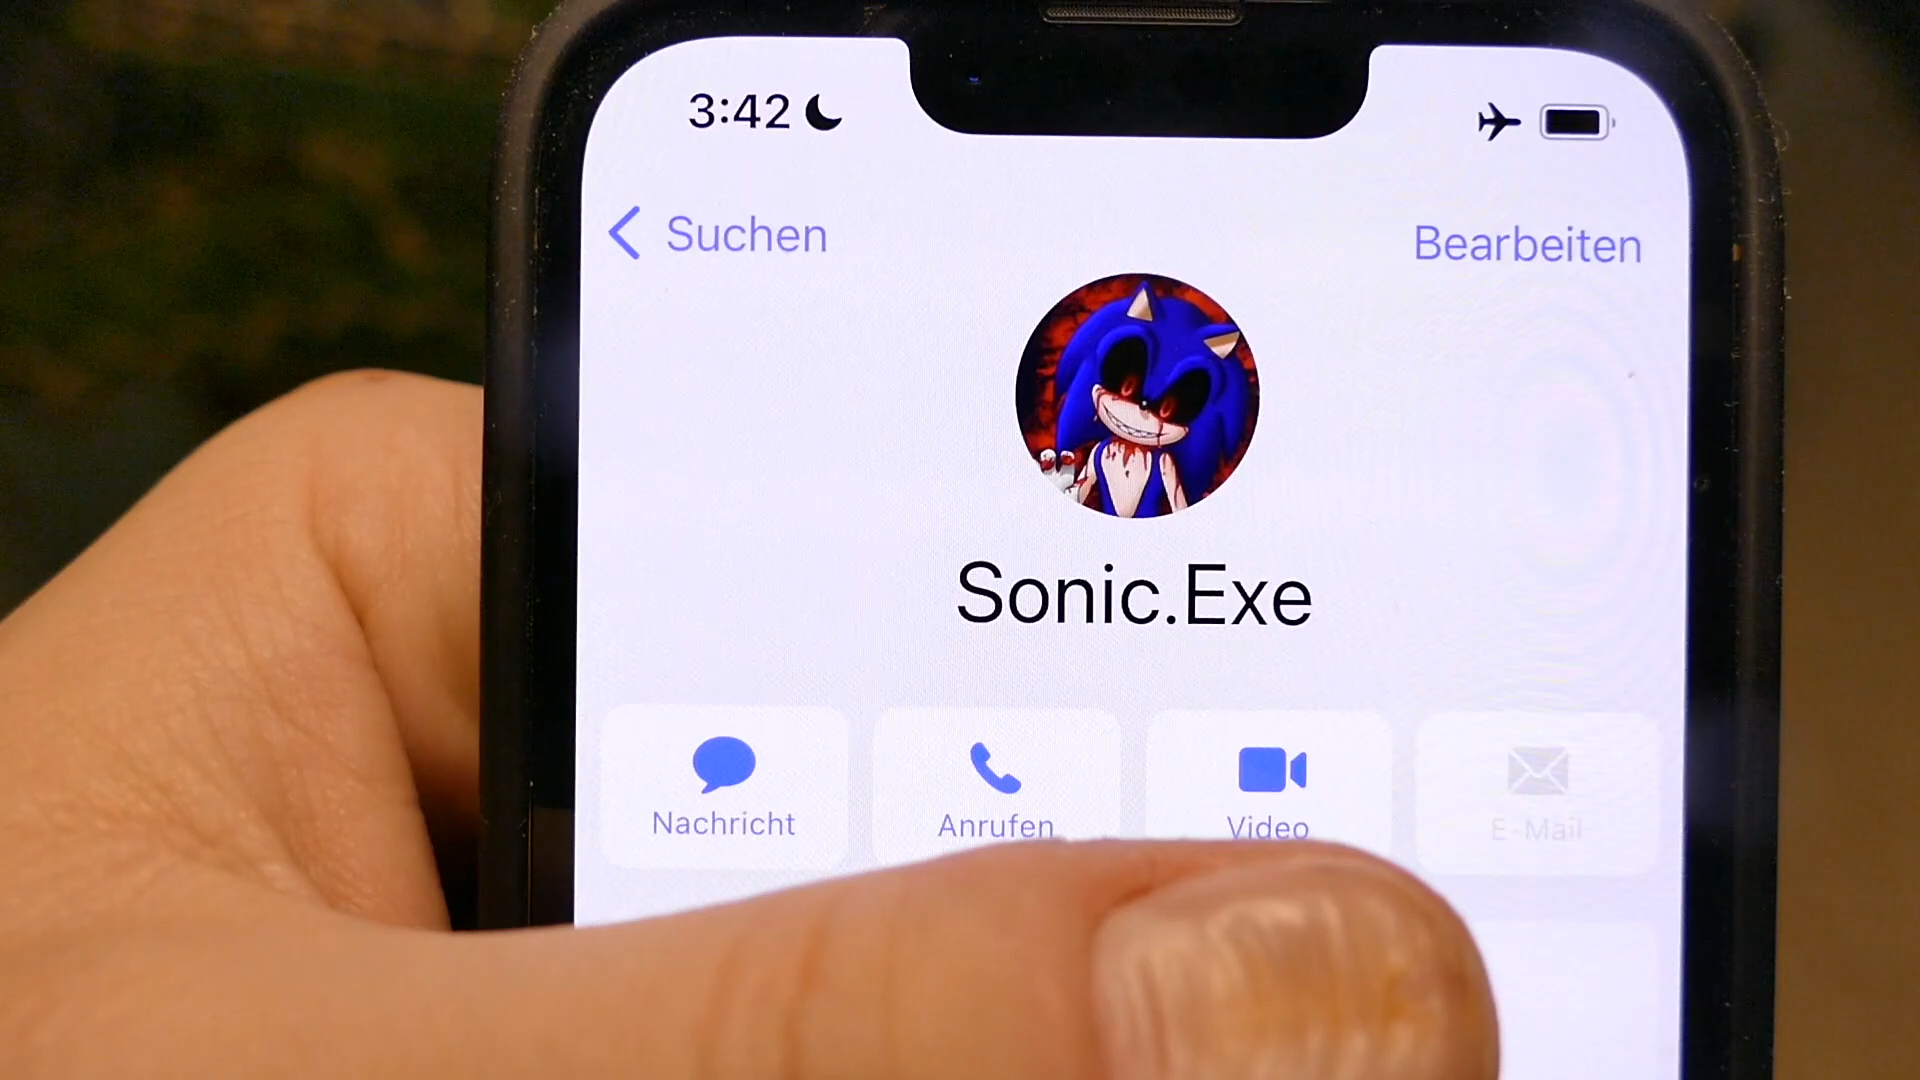 3:42
Suchen
Bearbeiten
Sonic.Exe
Nachricht
Anrufen
Video
E-Mail